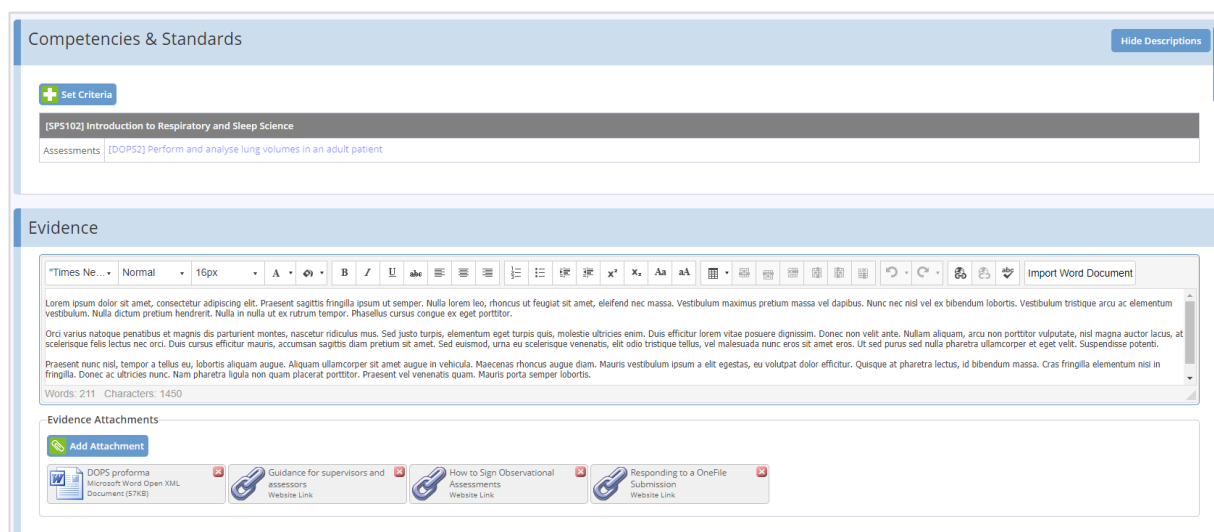 Competencies & Standards
Hide Descriptions
Set Criteria
[SPS102] Introduction to Respiratory and Sleep Science
Assessments [DOPS2] Perform and analyse lung volumes in an adult patient
Evidence
"Times Ne... Normal 16px A B I U abc x² X₂ Aa aA abc Import Word Document
Lorem ipsum dolor sit amet, consectetur adipiscing elit. Praesent sagittis fringilla ipsum ut semper. Nulla lorem leo, rhoncus ut feugiat sit amet, eleifend nec massa. Vestibulum maximus pretium massa vel dapibus. Nunc nec nisl vel ex bibendum lobortis. Vestibulum tristique arcu ac elementum
vestibulum. Nulla dictum pretium hendrerit. Nulla in nulla ut ex rutrum tempor. Phasellus cursus congue ex eget porttitor.
Orci varius natoque penatibus et magnis dis parturient montes, nascetur ridiculus mus. Sed justo turpis, elementum eget turpis quis, molestie ultricies enim. Duis efficitur lorem vitae posuere dignissim. Donec non velit ante. Nullam aliquam, arcu non porttitor vulputate, nisl magna auctor lacus, at
scelerisque felis lectus nec orci. Duis cursus efficitur mauris, accumsan sagittis diam pretium sit amet. Sed euismod, urna eu scelerisque venenatis, elit odio tristique tellus, vel malesuada nunc eros sit amet eros. Ut sed purus sed nulla pharetra ullamcorper et eget velit. Suspendisse potenti.
Praesent nunc nisl, tempor a tellus eu, lobortis aliquam augue. Aliquam ullamcorper sit amet augue in vehicula. Maecenas rhoncus augue diam. Mauris vestibulum ipsum a elit egestas, eu volutpat dolor efficitur. Quisque at pharetra lectus, id bibendum massa. Cras fringilla elementum nisi in
fringilla. Donec ac ultricies nunc. Nam pharetra ligula non quam placerat porttitor. Praesent vel venenatis quam. Mauris porta semper lobortis.
Words: 211 Characters: 1450
Evidence Attachments
Add Attachment
DOPS proforma
Microsoft Word Open XML
Document (57KB)
Guidance for supervisors and
assessors
Website Link
How to Sign Observational
Assessments
Website Link
Responding to a OneFile
Submission
Website Link